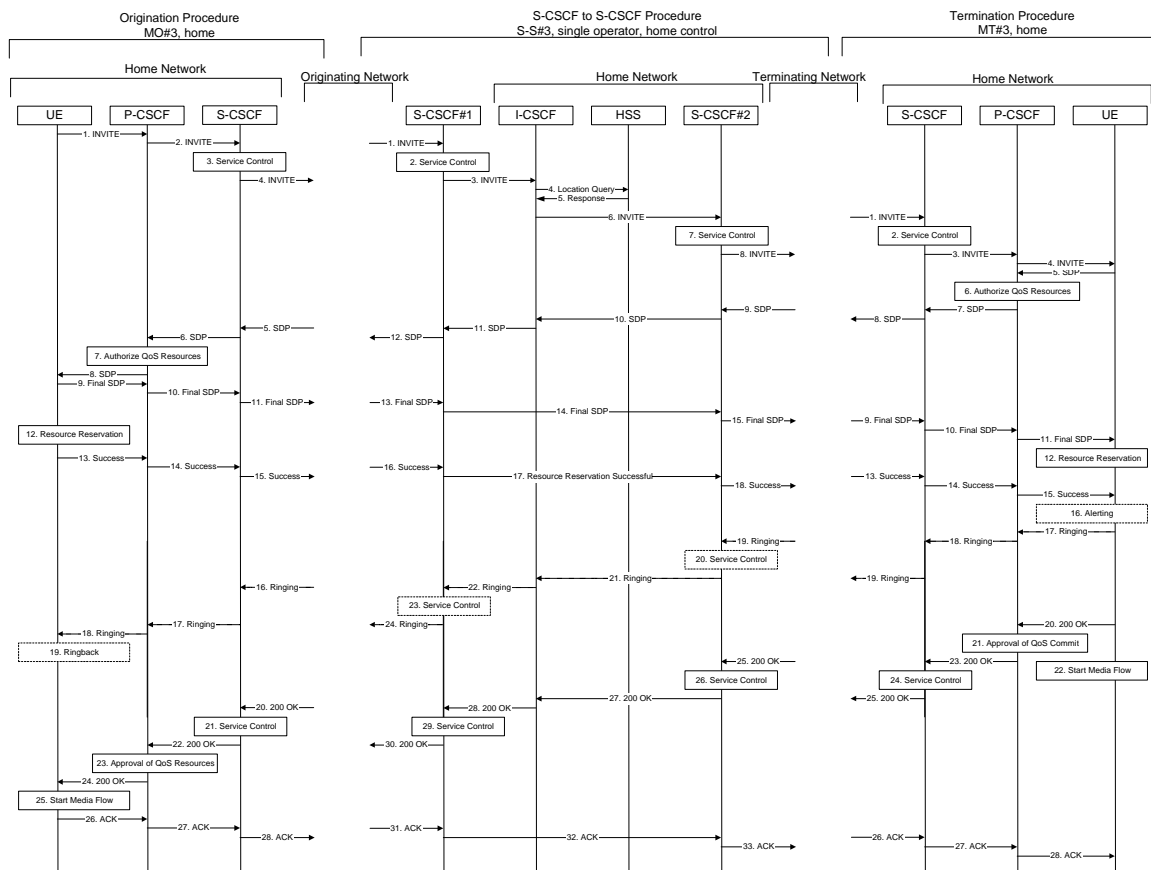 Origination Procedure
MO#3, home
S-CSCF to S-CSCF Procedure
S-S#3, single operator, home control
Termination Procedure
MT#3, home
Home Network
Originating Network
Home Network
Terminating Network
Home Network
UE
P-CSCF
S-CSCF
S-CSCF#1
I-CSCF
HSS
S-CSCF#2
S-CSCF
P-CSCF
UE
1. INVITE
2. INVITE
3. Service Control
4. INVITE
5. SDP
6. SDP
7. Authorize QoS Resources
8. SDP
9. Final SDP
10. Final SDP
11. Final SDP
12. Resource Reservation
13. Success
14. Success
15. Success
16. Ringing
17. Ringing
18. Ringing
19. Ringback
20. 200 OK
21. Service Control
22. 200 OK
23. Approval of QoS Resources
24. 200 OK
25. Start Media Flow
26. ACK
27. ACK
28. ACK
1. INVITE
2. Service Control
3. INVITE
4. Location Query
5. Response
6. INVITE
7. Service Control
8. INVITE
9. SDP
10. SDP
11. SDP
12. SDP
13. Final SDP
14. Final SDP
15. Final SDP
16. Success
17. Resource Reservation Successful
18. Success
19. Ringing
20. Service Control
21. Ringing
22. Ringing
23. Service Control
24. Ringing
25. 200 OK
26. Service Control
27. 200 OK
28. 200 OK
29. Service Control
30. 200 OK
31. ACK
32. ACK
33. ACK
1. INVITE
2. Service Control
3. INVITE
4. INVITE
5. SDP
6. Authorize QoS Resources
7. SDP
8. SDP
9. Final SDP
10. Final SDP
11. Final SDP
12. Resource Reservation
13. Success
14. Success
15. Success
16. Alerting
17. Ringing
18. Ringing
19. Ringing
20. 200 OK
21. Approval of QoS Commit
22. Start Media Flow
23. 200 OK
24. Service Control
25. 200 OK
26. ACK
27. ACK
28. ACK